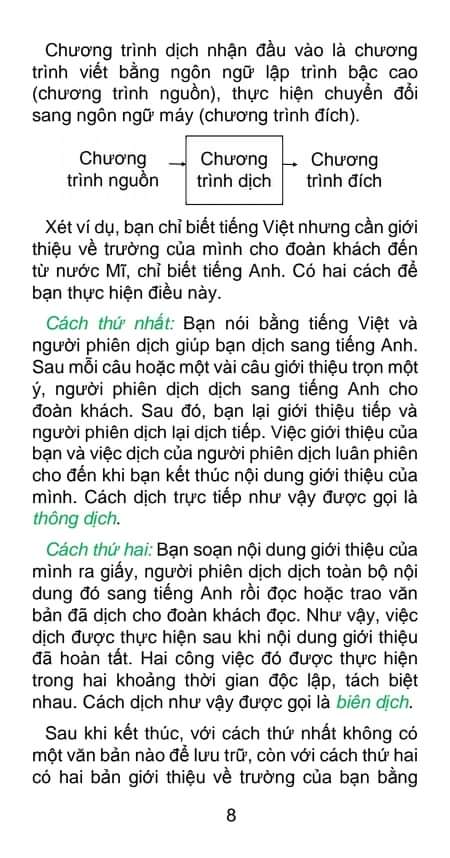 Chương trình dịch nhận đầu vào là chương
trình viết bằng ngôn ngữ lập trình bậc cao
(chương trình nguồn), thực hiện chuyển đổi
sang ngôn ngữ máy (chương trình đích).
Chương trình nguồn → Chương trình dịch → Chương trình đích
Xét ví dụ, bạn chỉ biết tiếng Việt nhưng cần giới
thiệu về trường của mình cho đoàn khách đến
từ nước Mĩ, chỉ biết tiếng Anh. Có hai cách để
bạn thực hiện điều này.
Cách thứ nhất: Bạn nói bằng tiếng Việt và
người phiên dịch giúp bạn dịch sang tiếng Anh.
Sau mỗi câu hoặc một vài câu giới thiệu trọn một
ý, người phiên dịch dịch sang tiếng Anh cho
đoàn khách. Sau đó, bạn lại giới thiệu tiếp và
người phiên dịch lại dịch tiếp. Việc giới thiệu của
bạn và việc dịch của người phiên dịch luân phiên
cho đến khi bạn kết thúc nội dung giới thiệu của
mình. Cách dịch trực tiếp như vậy được gọi là
thông dịch.
Cách thứ hai: Bạn soạn nội dung giới thiệu của
mình ra giấy, người phiên dịch dịch toàn bộ nội
dung đó sang tiếng Anh rồi đọc hoặc trao văn
bản đã dịch cho đoàn khách đọc. Như vậy, việc
dịch được thực hiện sau khi nội dung giới thiệu
đã hoàn tất. Hai công việc đó được thực hiện
trong hai khoảng thời gian độc lập, tách biệt
nhau. Cách dịch như vậy được gọi là biên dịch.
Sau khi kết thúc, với cách thứ nhất không có
một văn bản nào để lưu trữ, còn với cách thứ hai
có hai bản giới thiệu về trường của bạn bằng
8